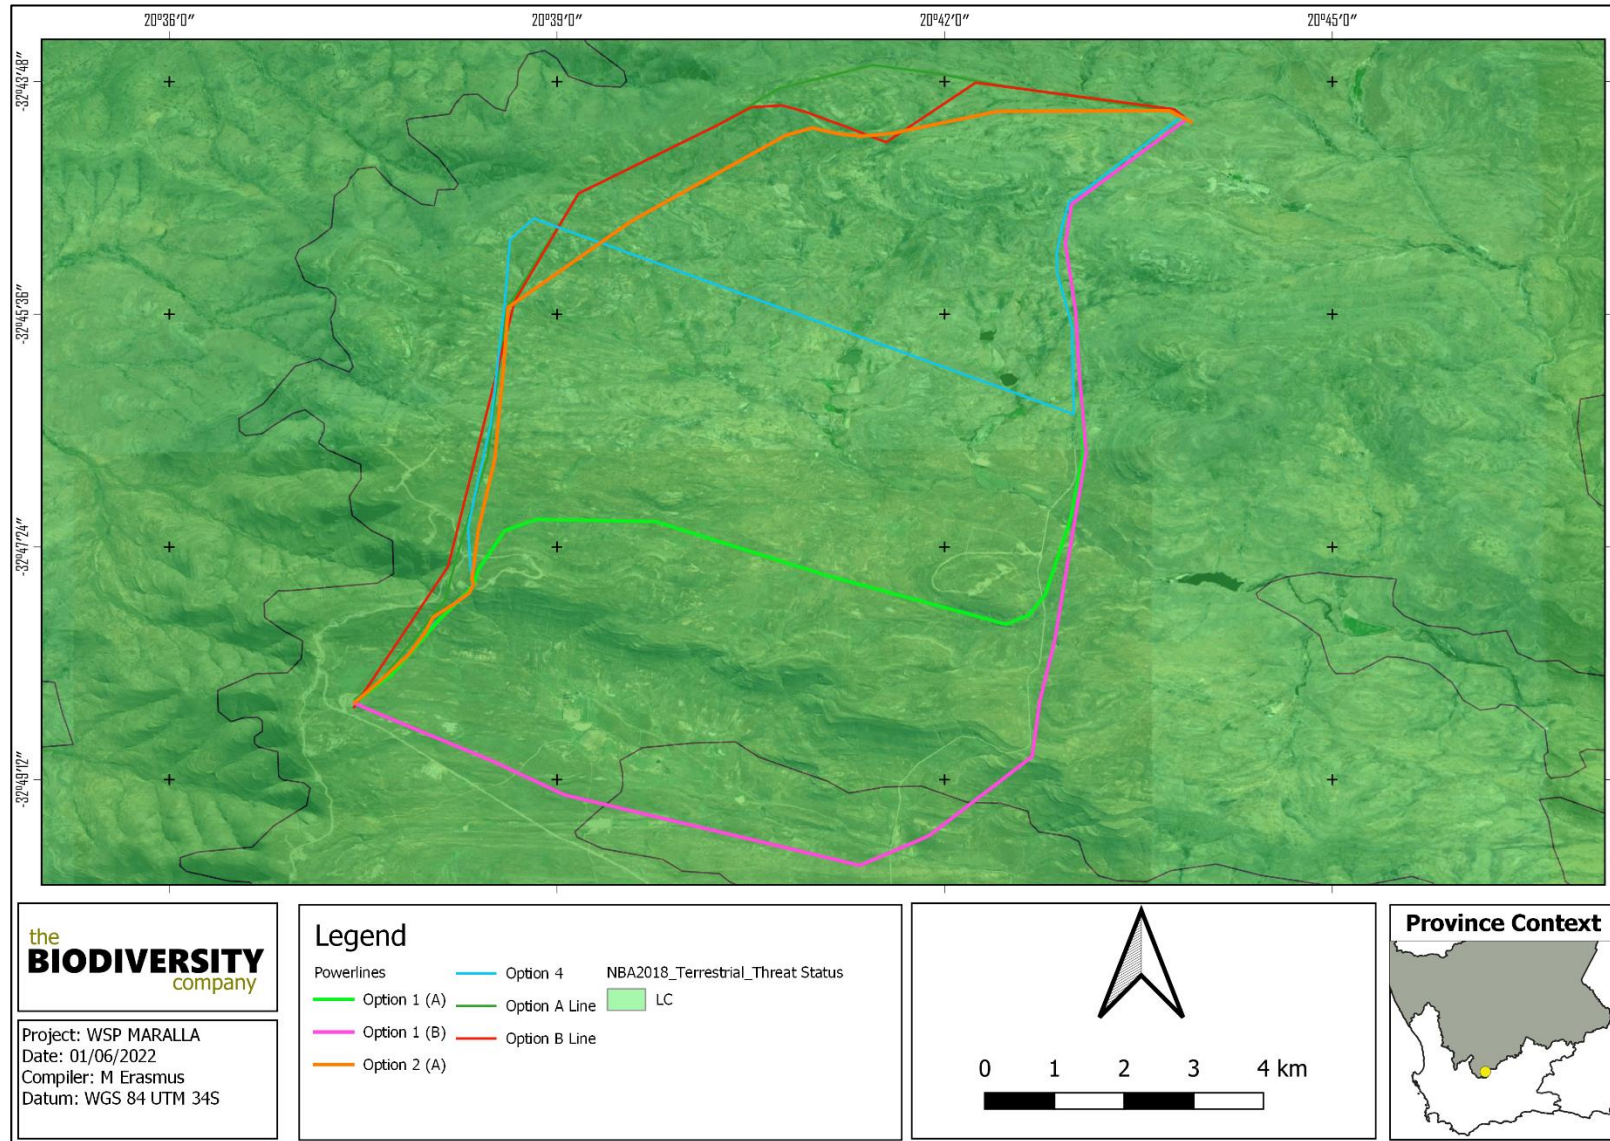 20°36'0" 20°39'0" 20°42'0" 20°45'0"
-32°43'48"
-32°45'36"
-32°47'24"
-32°49'12"
the
BIODIVERSITY
company
Project: WSP MARALLA
Date: 01/06/2022
Compiler: M Erasmus
Datum: WGS 84 UTM 34S
Legend
Powerlines
Option 1 (A)
Option 1 (B)
Option 2 (A)
Option 4
Option A Line
Option B Line
NBA2018_Terrestrial_Threat Status
LC
0 1 2 3 4 km
Province Context